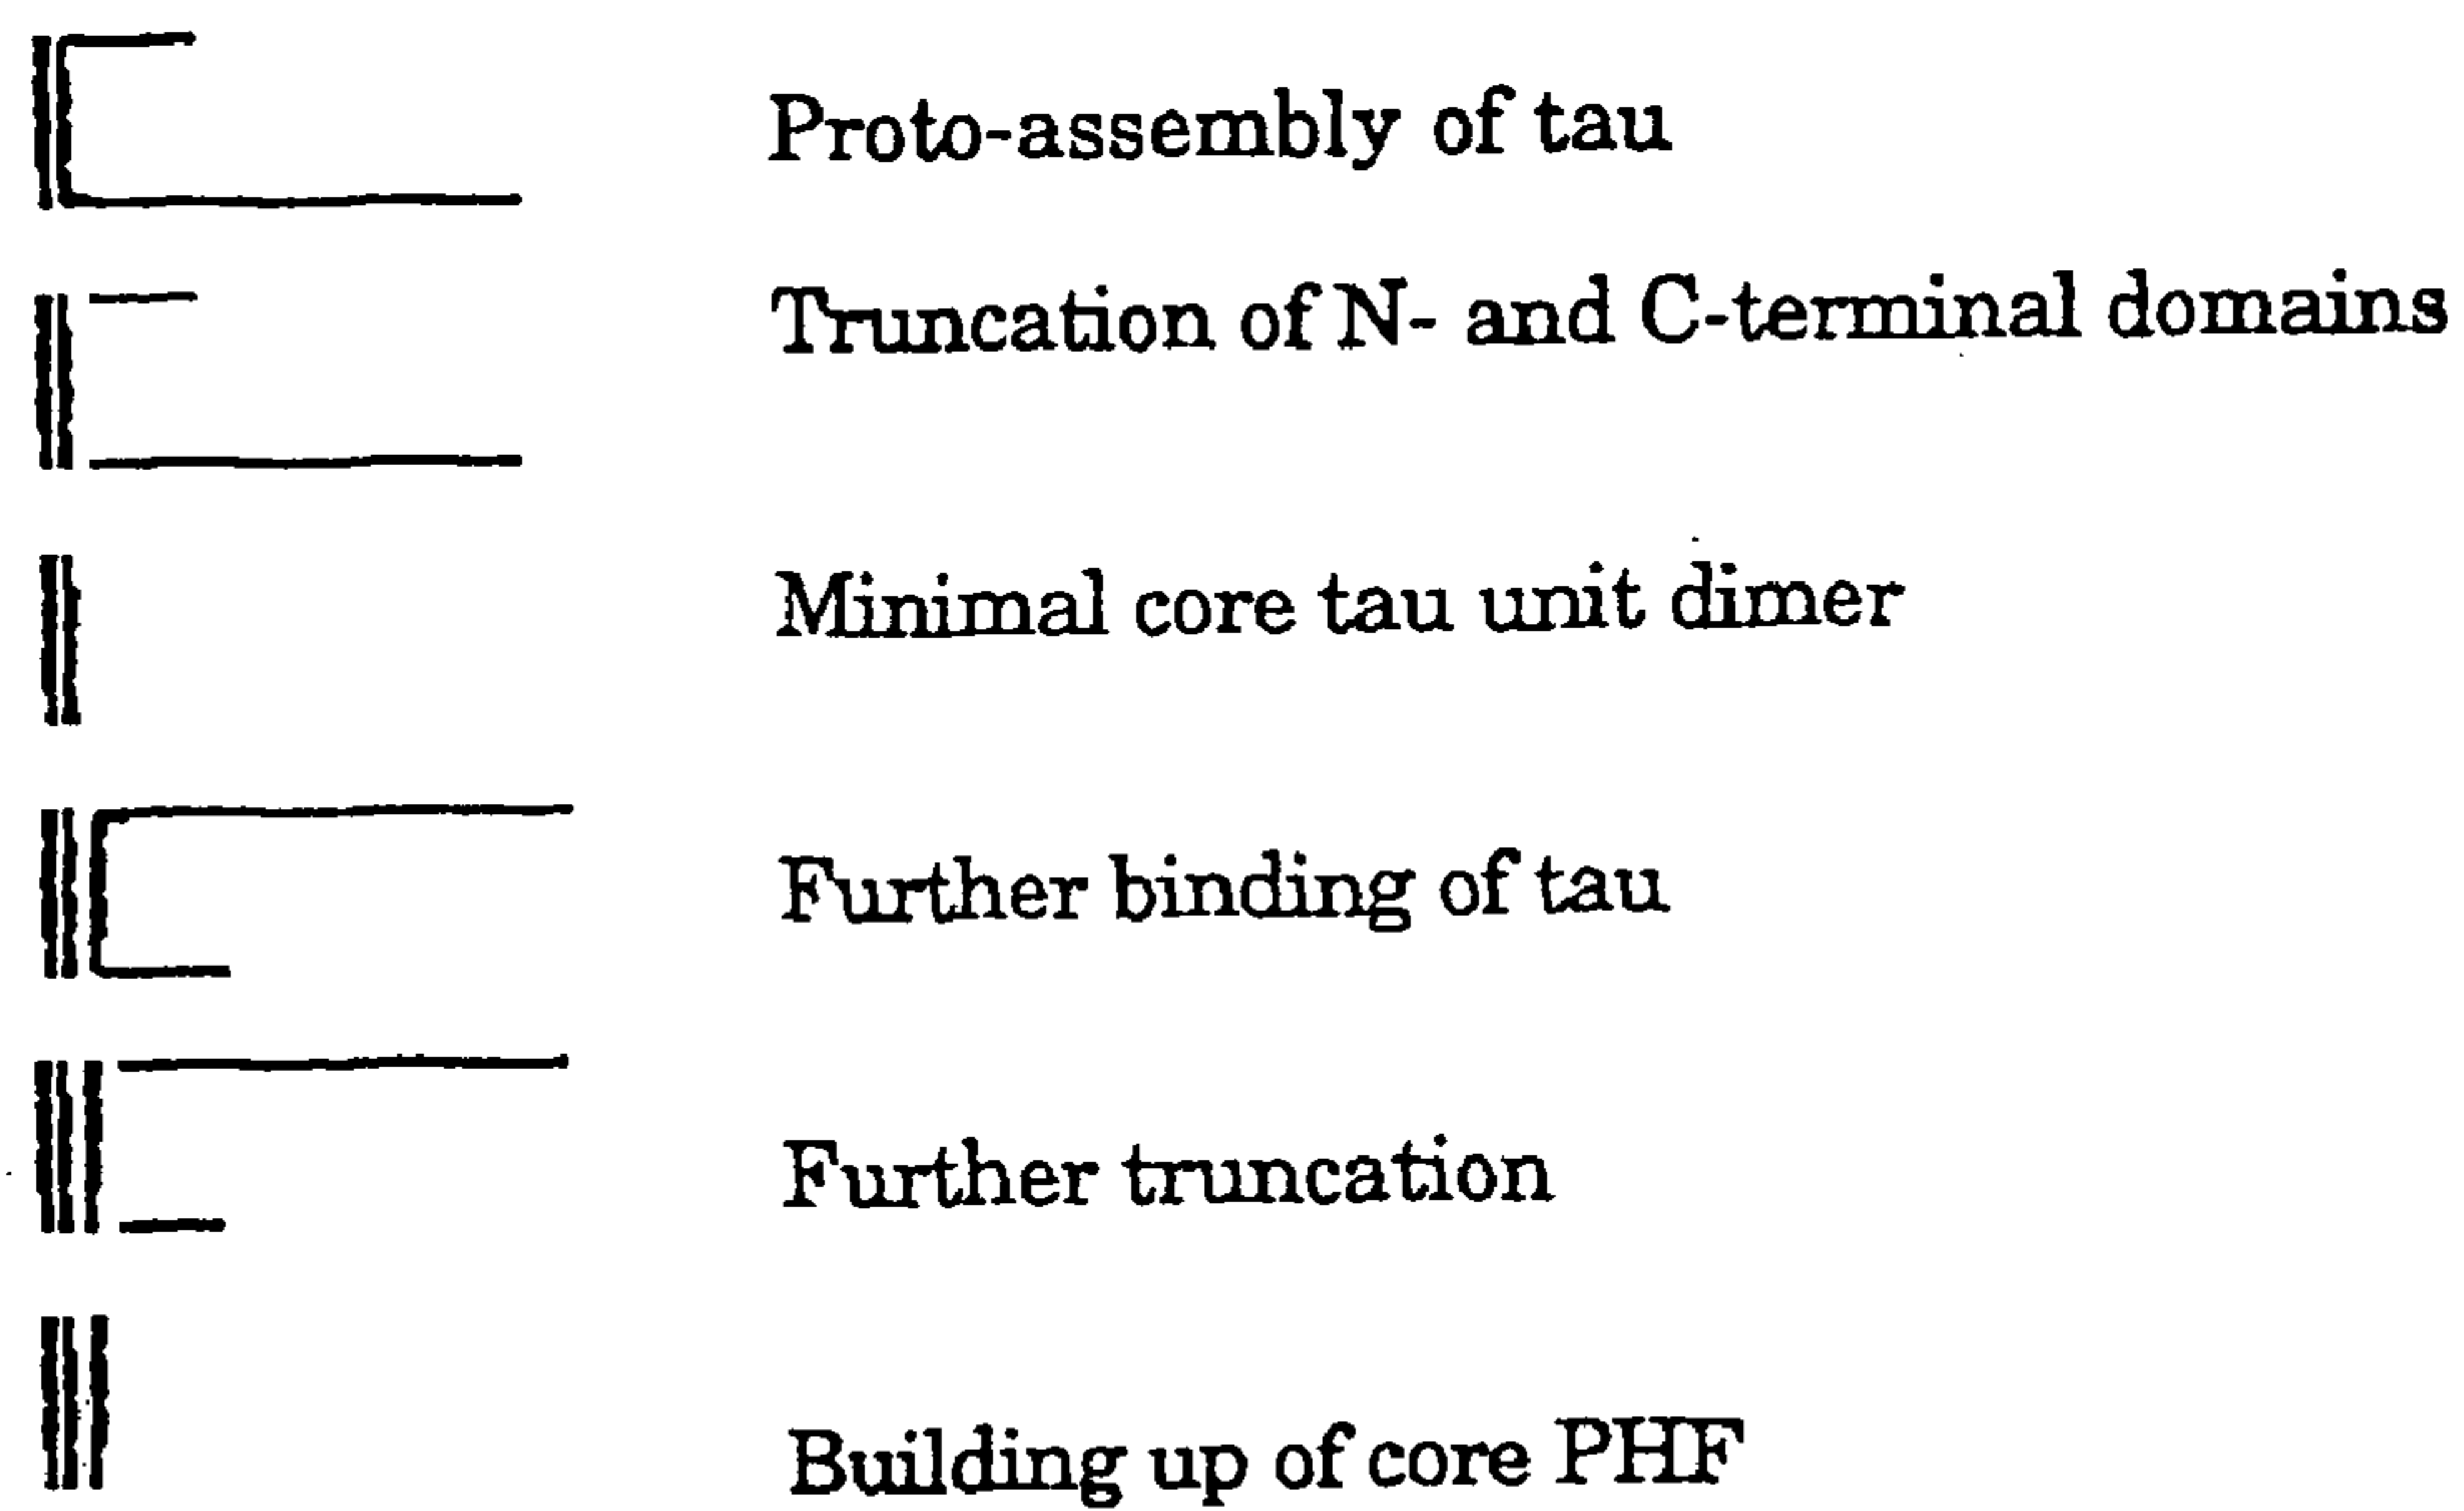 Proto-assembly of tau
Truncation of N- and C-terminal domains
Minimal core tau unit dimer
Further binding of tau
Further truncation
Building up of core PHF